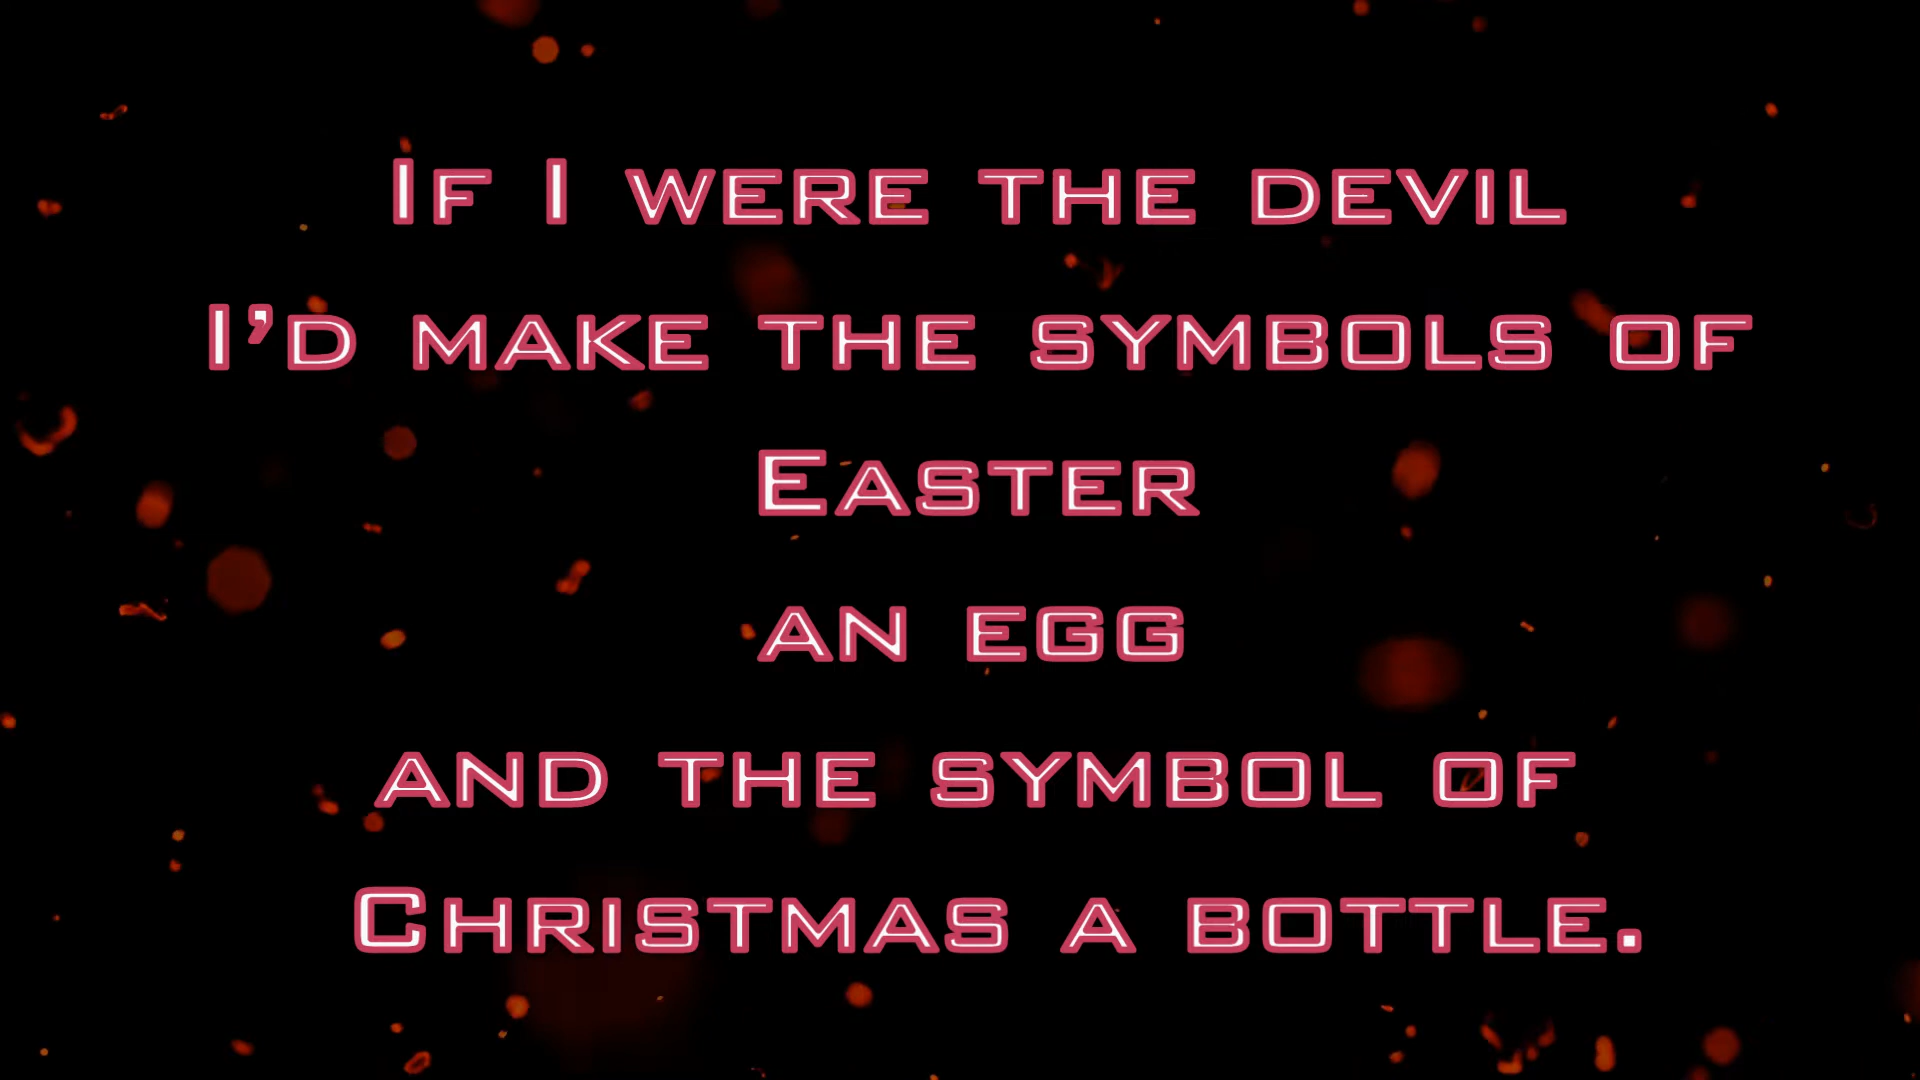 If I were the devil
I’d make the symbols of
Easter
an egg
and the symbol of
Christmas a bottle.